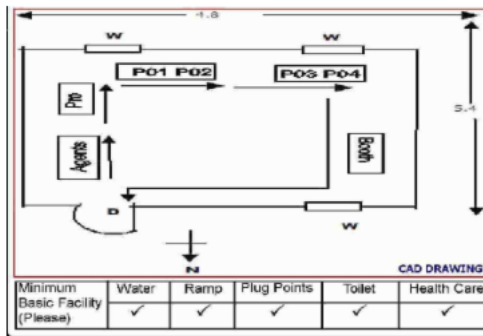 4.8
W
W
P01 P02
P03 P04
Pro
5.4
Agents
Booth
D
W
N
CAD DRAWING
Minimum Basic Facility (Please)
Water
Ramp
Plug Points
Toilet
Health Care
✓ ✓ ✓ ✓ ✓